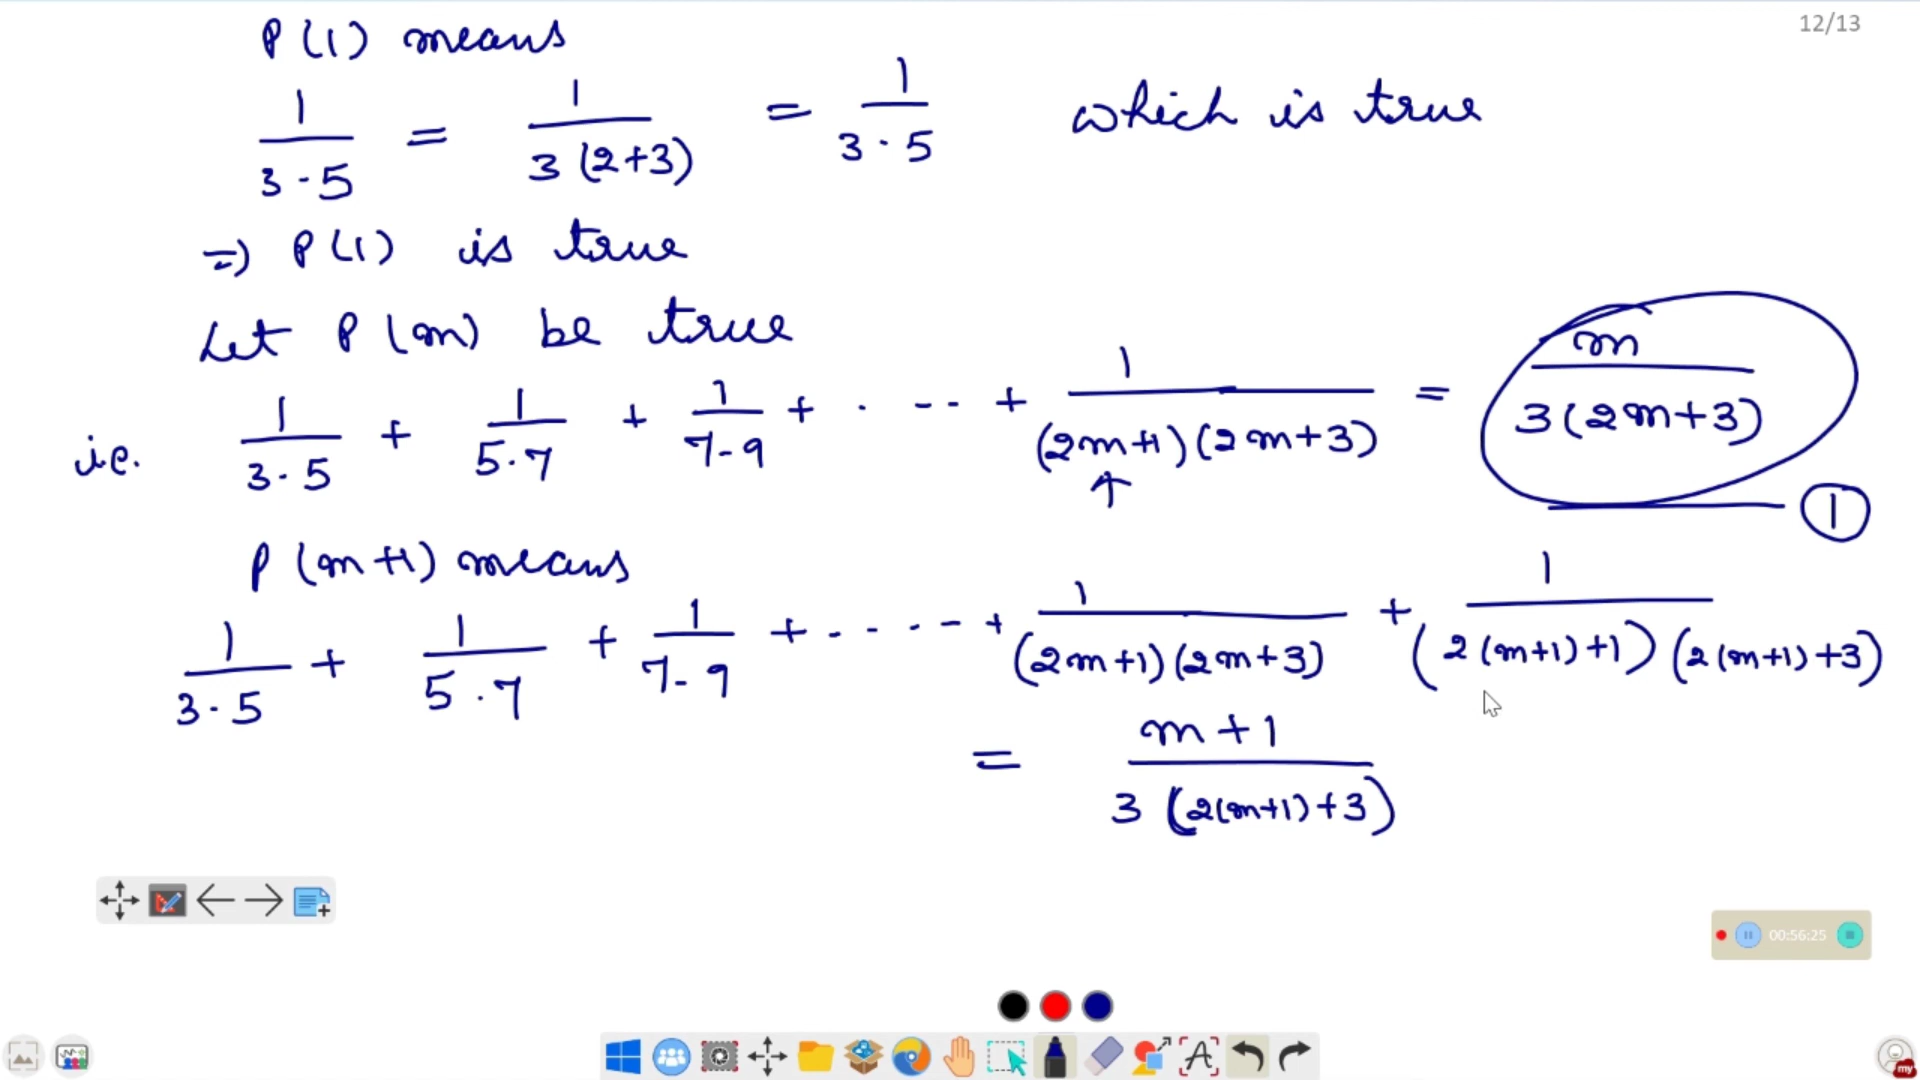 12/13
P(1) means
1/(3·5) = 1/(3(2+3)) = 1/(3·5) which is true
=) P(1) is true
Let P(m) be true
i.e. 1/(3·5) + 1/(5·7) + 1/(7-9) + · -- + 1/((2m+1)(2m+3)) = m/(3(2m+3))
↑ ①
P(m+1) means
1/(3·5) + 1/(5·7) + 1/(7-9) + ---- + 1/((2m+1)(2m+3)) + 1/((2(m+1)+1)(2(m+1)+3))
= (m+1)/(3(2(m+1)+3))
00:56:25
A
my